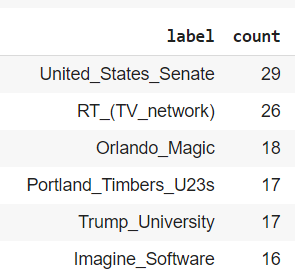 label count
United_States_Senate 29
RT_(TV_network) 26
Orlando_Magic 18
Portland_Timbers_U23s 17
Trump_University 17
Imagine_Software 16